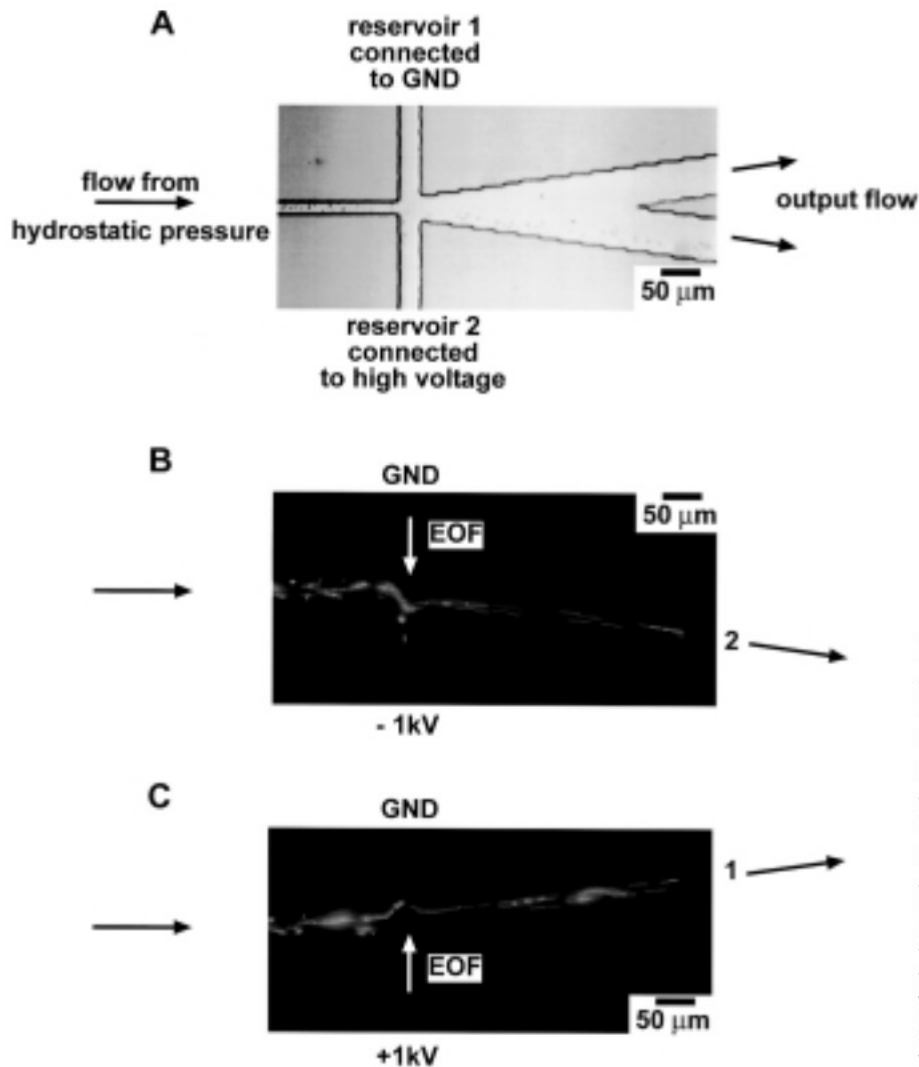 A
reservoir 1
connected
to GND
flow from
hydrostatic pressure
output flow
50 μm
reservoir 2
connected
to high voltage
B
GND
50 μm
EOF
2
- 1kV
C
GND
1
EOF
50 μm
+1kV